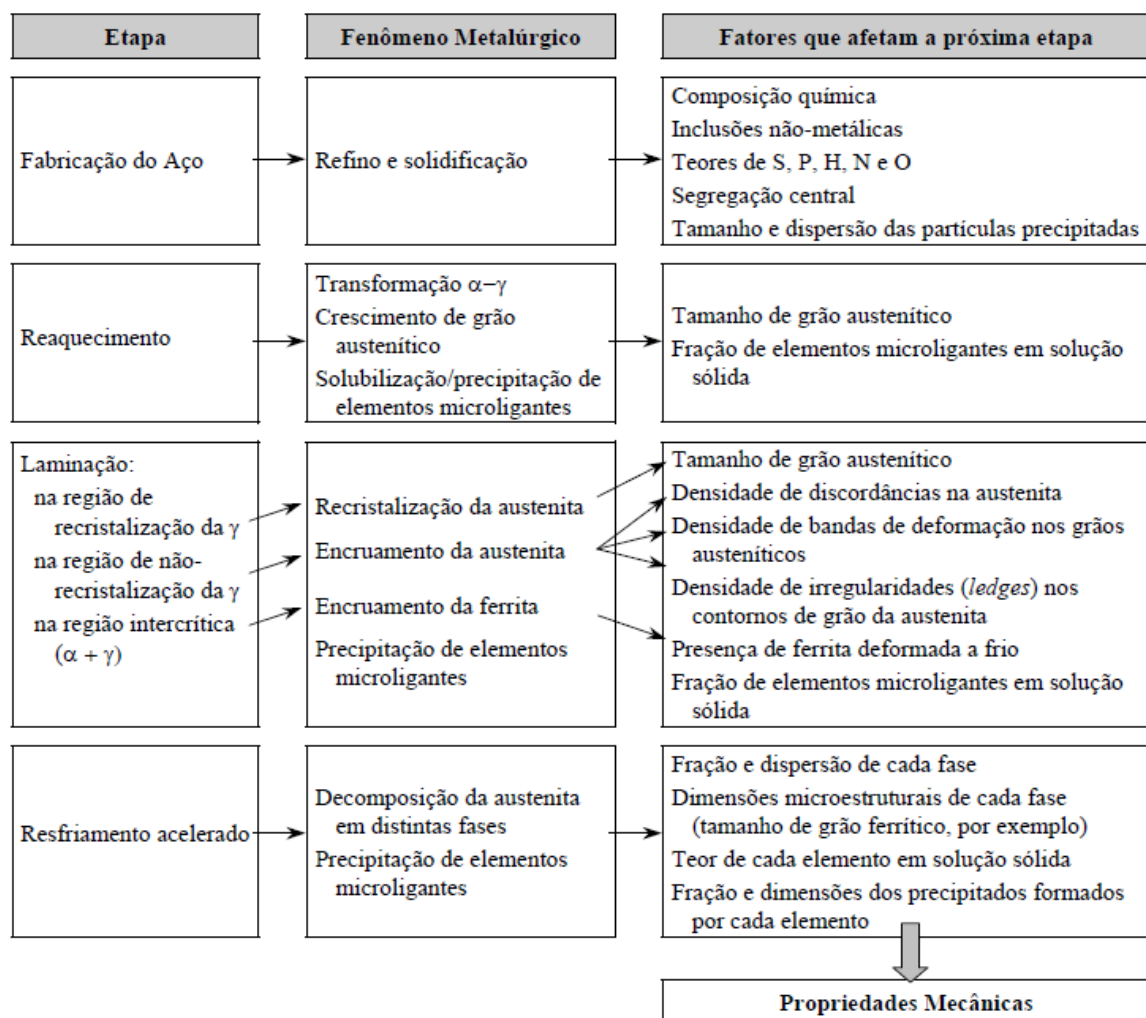 Etapa
Fenômeno Metalúrgico
Fatores que afetam a próxima etapa
Fabricação do Aço
Refino e solidificação
Composição química
Inclusões não-metálicas
Teores de S, P, H, N e O
Segregação central
Tamanho e dispersão das partículas precipitadas
Reaquecimento
Transformação α−γ
Crescimento de grão
austenítico
Solubilização/precipitação de
elementos microligantes
Tamanho de grão austenítico
Fração de elementos microligantes em solução
sólida
Laminação:
na região de
recristalização da γ
na região de não-
recristalização da γ
na região intercrítica
(α + γ)
Recristalização da austenita
Encruamento da austenita
Encruamento da ferrita
Precipitação de elementos
microligantes
Tamanho de grão austenítico
Densidade de discordâncias na austenita
Densidade de bandas de deformação nos grãos
austeníticos
Densidade de irregularidades (ledges) nos
contornos de grão da austenita
Presença de ferrita deformada a frio
Fração de elementos microligantes em solução
sólida
Resfriamento acelerado
Decomposição da austenita
em distintas fases
Precipitação de elementos
microligantes
Fração e dispersão de cada fase
Dimensões microestruturais de cada fase
(tamanho de grão ferrítico, por exemplo)
Teor de cada elemento em solução sólida
Fração e dimensões dos precipitados formados
por cada elemento
Propriedades Mecânicas